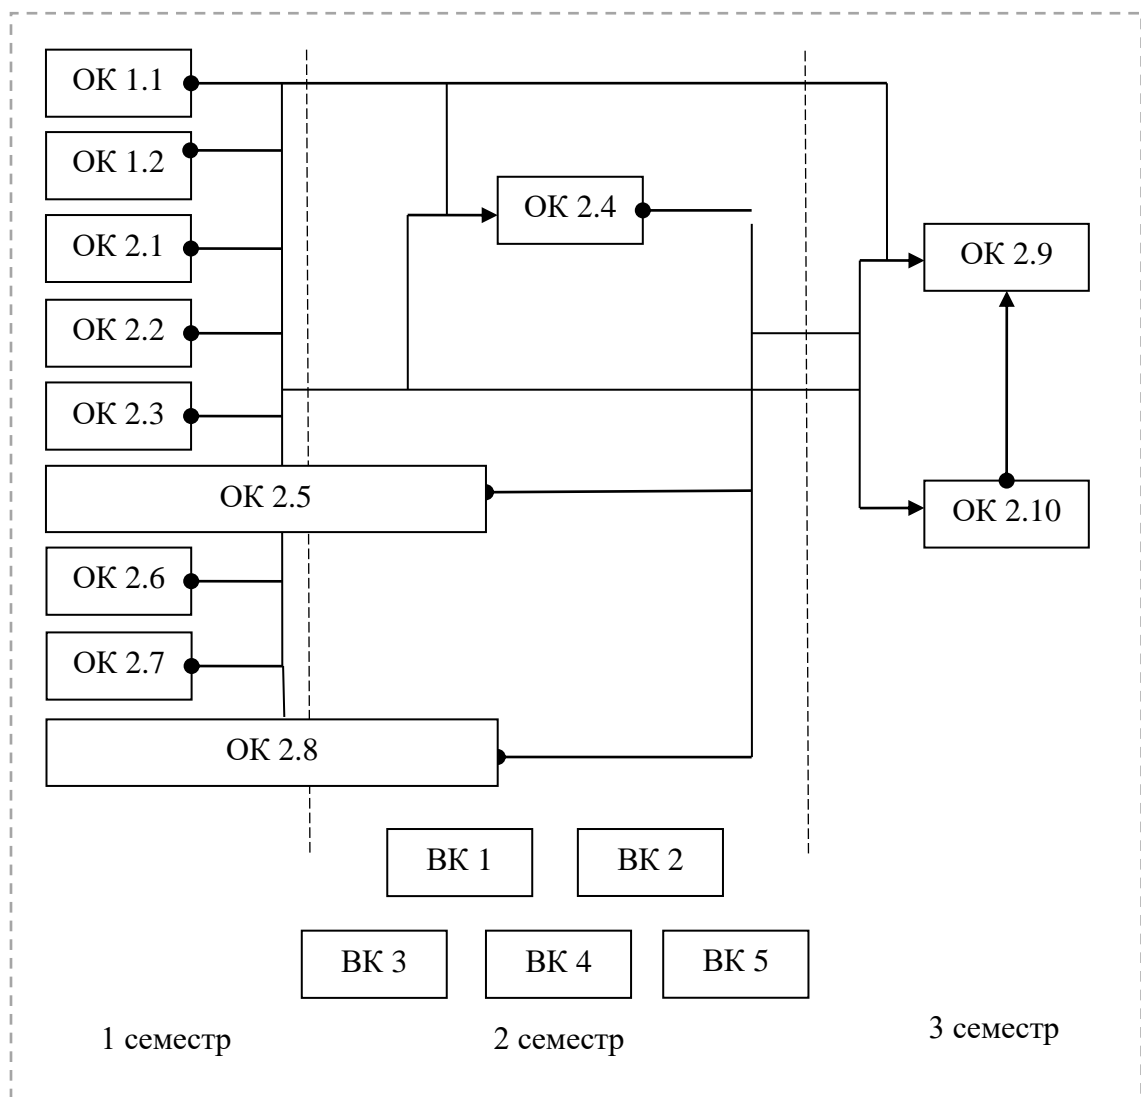 ОК 1.1
ОК 1.2
ОК 2.1
ОК 2.2
ОК 2.3
ОК 2.5
ОК 2.6
ОК 2.7
ОК 2.8
ОК 2.4
ОК 2.9
ОК 2.10
ВК 1
ВК 2
ВК 3
ВК 4
ВК 5
1 семестр
2 семестр
3 семестр